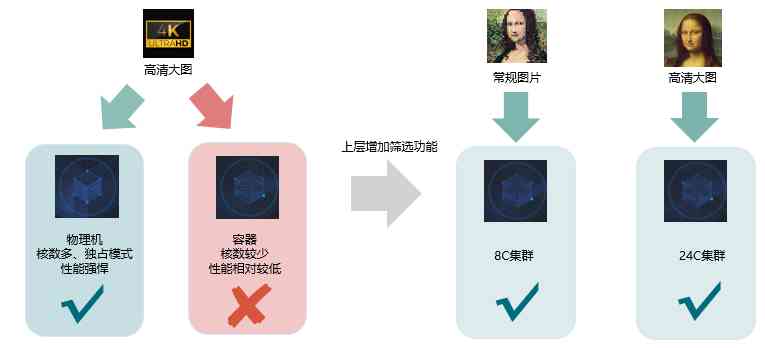 4K
ULTRAHD
高清大图
物理机
核数多、独占模式
性能强悍
容器
核数较少
性能相对较低
上层增加筛选功能
常规图片
8C集群
高清大图
24C集群